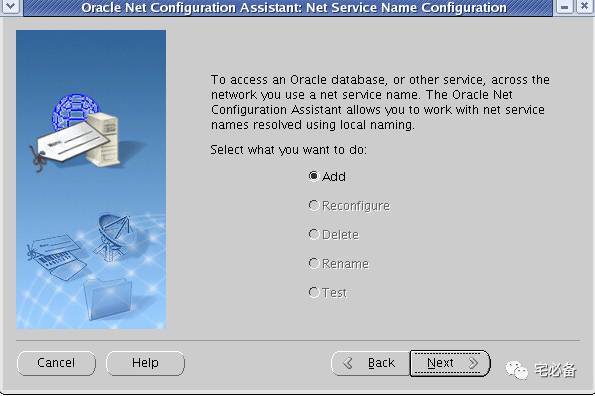 Oracle Net Configuration Assistant: Net Service Name Configuration
To access an Oracle database, or other service, across the
network you use a net service name. The Oracle Net
Configuration Assistant allows you to work with net service
names resolved using local naming.
Select what you want to do:
Add
Reconfigure
Delete
Rename
Test
Cancel
Help
Back
Next
宅必备